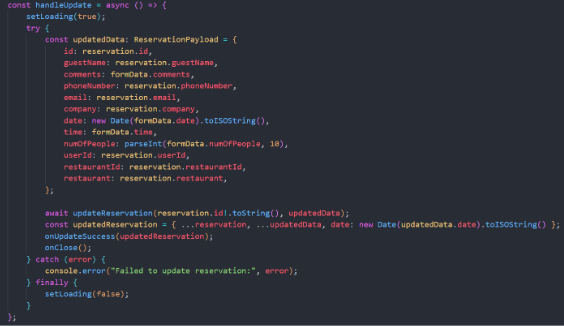 const handleUpdate = async () => {
    setLoading(true);
    try {
        const updatedData: ReservationPayload = {
            id: reservation.id,
            guestName: reservation.guestName,
            comments: formData.comments,
            phoneNumber: reservation.phoneNumber,
            email: reservation.email,
            company: reservation.company,
            date: new Date(formData.date).toISOString(),
            time: formData.time,
            numOfPeople: parseInt(formData.numOfPeople, 10),
            userId: reservation.userId,
            restaurantId: reservation.restaurantId,
            restaurant: reservation.restaurant,
        };

        await updateReservation(reservation.id!.toString(), updatedData);
        const updatedReservation = { ...reservation, ...updatedData, date: new Date(updatedData.date).toISOString() };
        onUpdateSuccess(updatedReservation);
        onClose();
    } catch (error) {
        console.error("Failed to update reservation:", error);
    } finally {
        setLoading(false);
    }
};